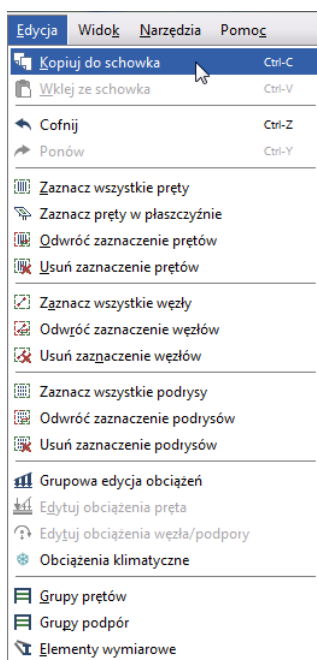 Edycja Widok Narzędzia Pomoc
Kopiuj do schowka Ctrl-C
Wklej ze schowka Ctrl-V
Cofnij Ctrl-Z
Ponów Ctrl-Y
Zaznacz wszystkie pręty
Zaznacz pręty w płaszczyźnie
Odwróć zaznaczenie prętów
Usuń zaznaczenie prętów
Zaznacz wszystkie węzły
Odwróć zaznaczenie węzłów
Usuń zaznaczenie węzłów
Zaznacz wszystkie podrysy
Odwróć zaznaczenie podrysów
Usuń zaznaczenie podrysów
Grupowa edycja obciążeń
Edytuj obciążenia pręta
Edytuj obciążenia węzła/podpory
Obciążenia klimatyczne
Grupy prętów
Grupy podpór
Elementy wymiarowe